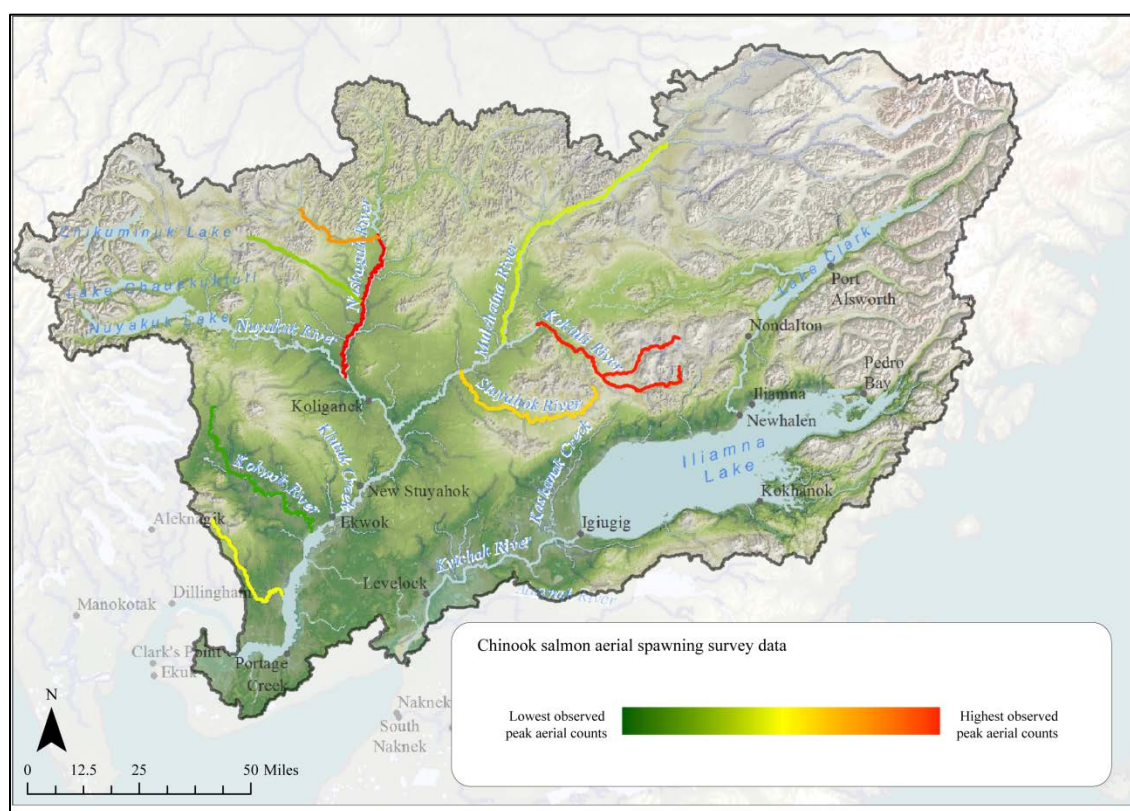 Chikuminuk Lake
Lake Chauekuktuli
Nuyakuk Lake
Nuyakuk River
Nushagak River
Mulchatna River
Koktuli River
Stuyahok River
Lake Clark
Port
Alsworth
Nondalton
Pedro
Bay
Iliamna
Newhalen
Iliamna
Lake
Kokhanok
Koliganek
New Stuyahok
Ekwok
Kokwok River
Kaskanak Creek
Igiugig
Kvichak River
Levelock
Aleknagik
Dillingham
Manokotak
Clark's Point
Ekuk
Portage
Creek
Naknek
South
Naknek
River
Chinook salmon aerial spawning survey data
Lowest observed
peak aerial counts
Highest observed
peak aerial counts
N
0 12.5 25 50 Miles